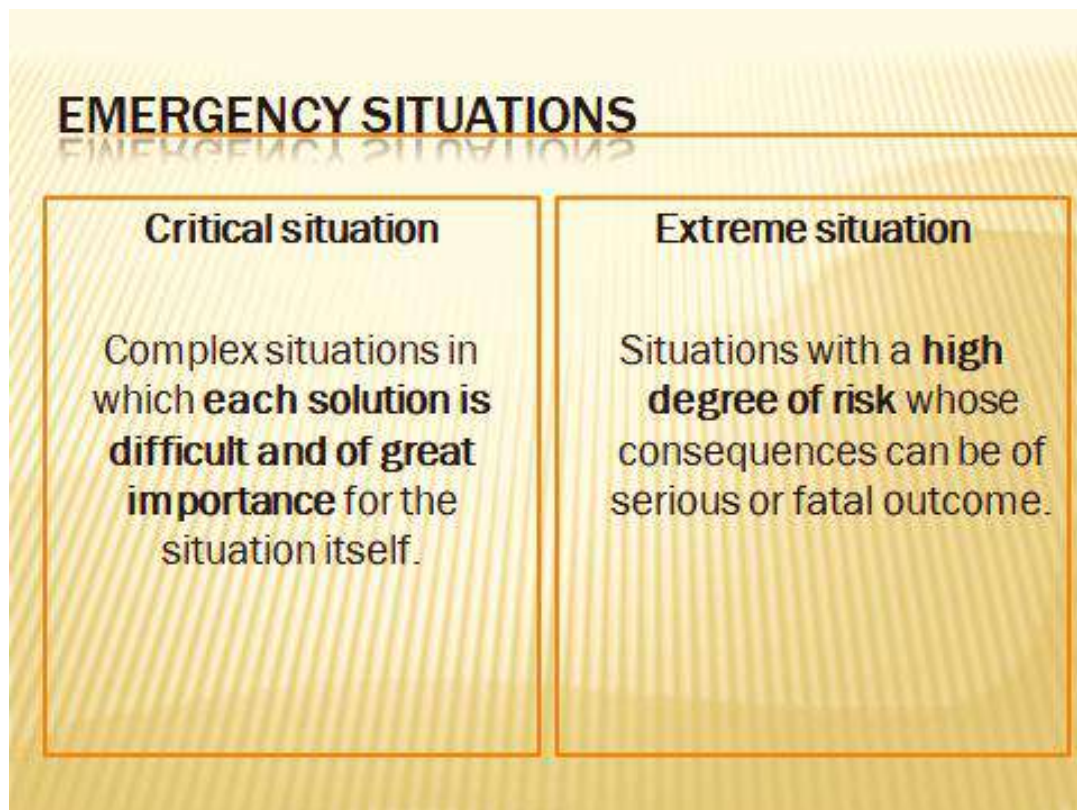 EMERGENCY SITUATIONS
Critical situation
Complex situations in
which each solution is
difficult and of great
importance for the
situation itself.
Extreme situation
Situations with a high
degree of risk whose
consequences can be of
serious or fatal outcome.